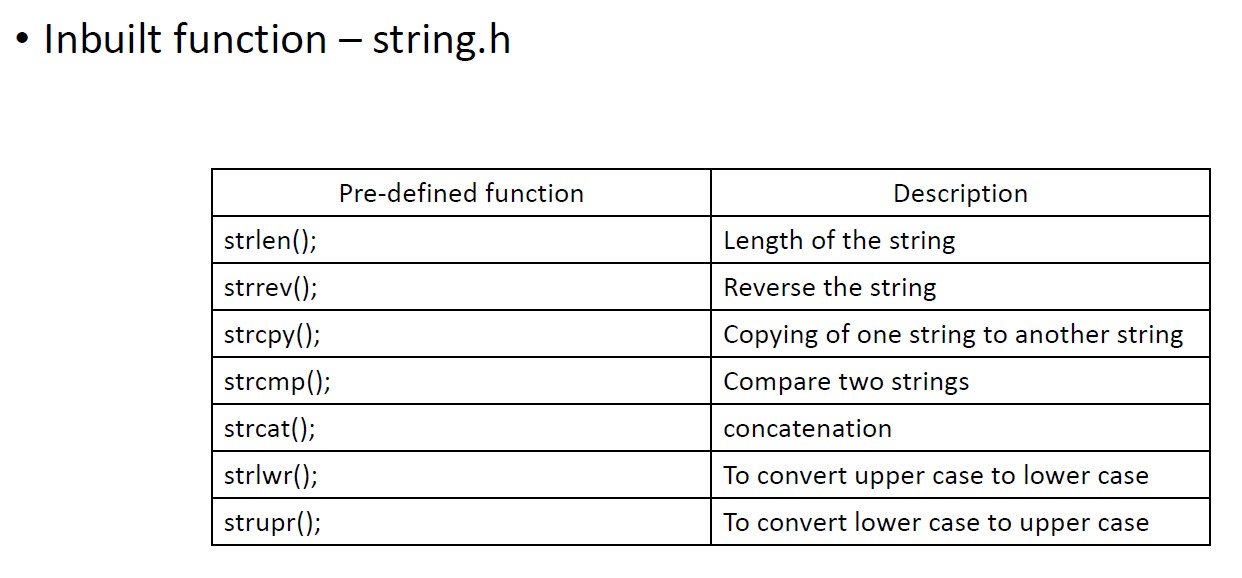 • Inbuilt function – string.h
Pre-defined function Description
strlen(); Length of the string
strrev(); Reverse the string
strcpy(); Copying of one string to another string
strcmp(); Compare two strings
strcat(); concatenation
strlwr(); To convert upper case to lower case
strupr(); To convert lower case to upper case